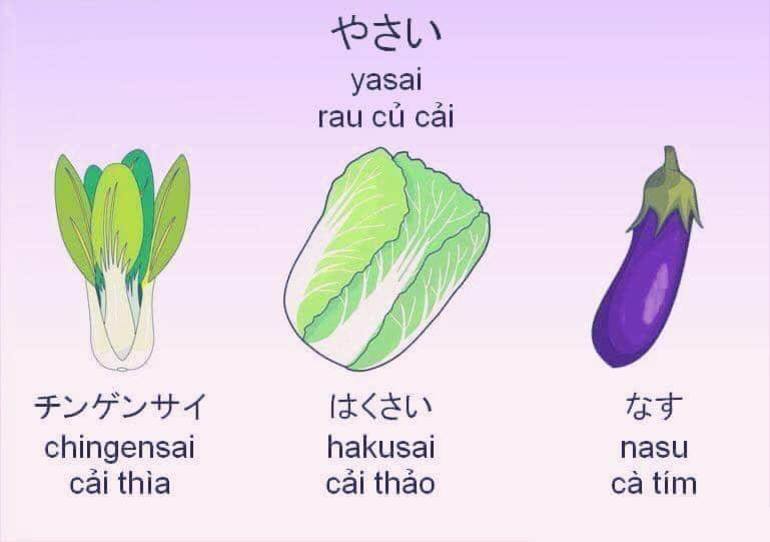 やさい
yasai
rau củ cải
チンゲンサイ
chingensai
cải thìa
はくさい
hakusai
cải thảo
なす
nasu
cà tím